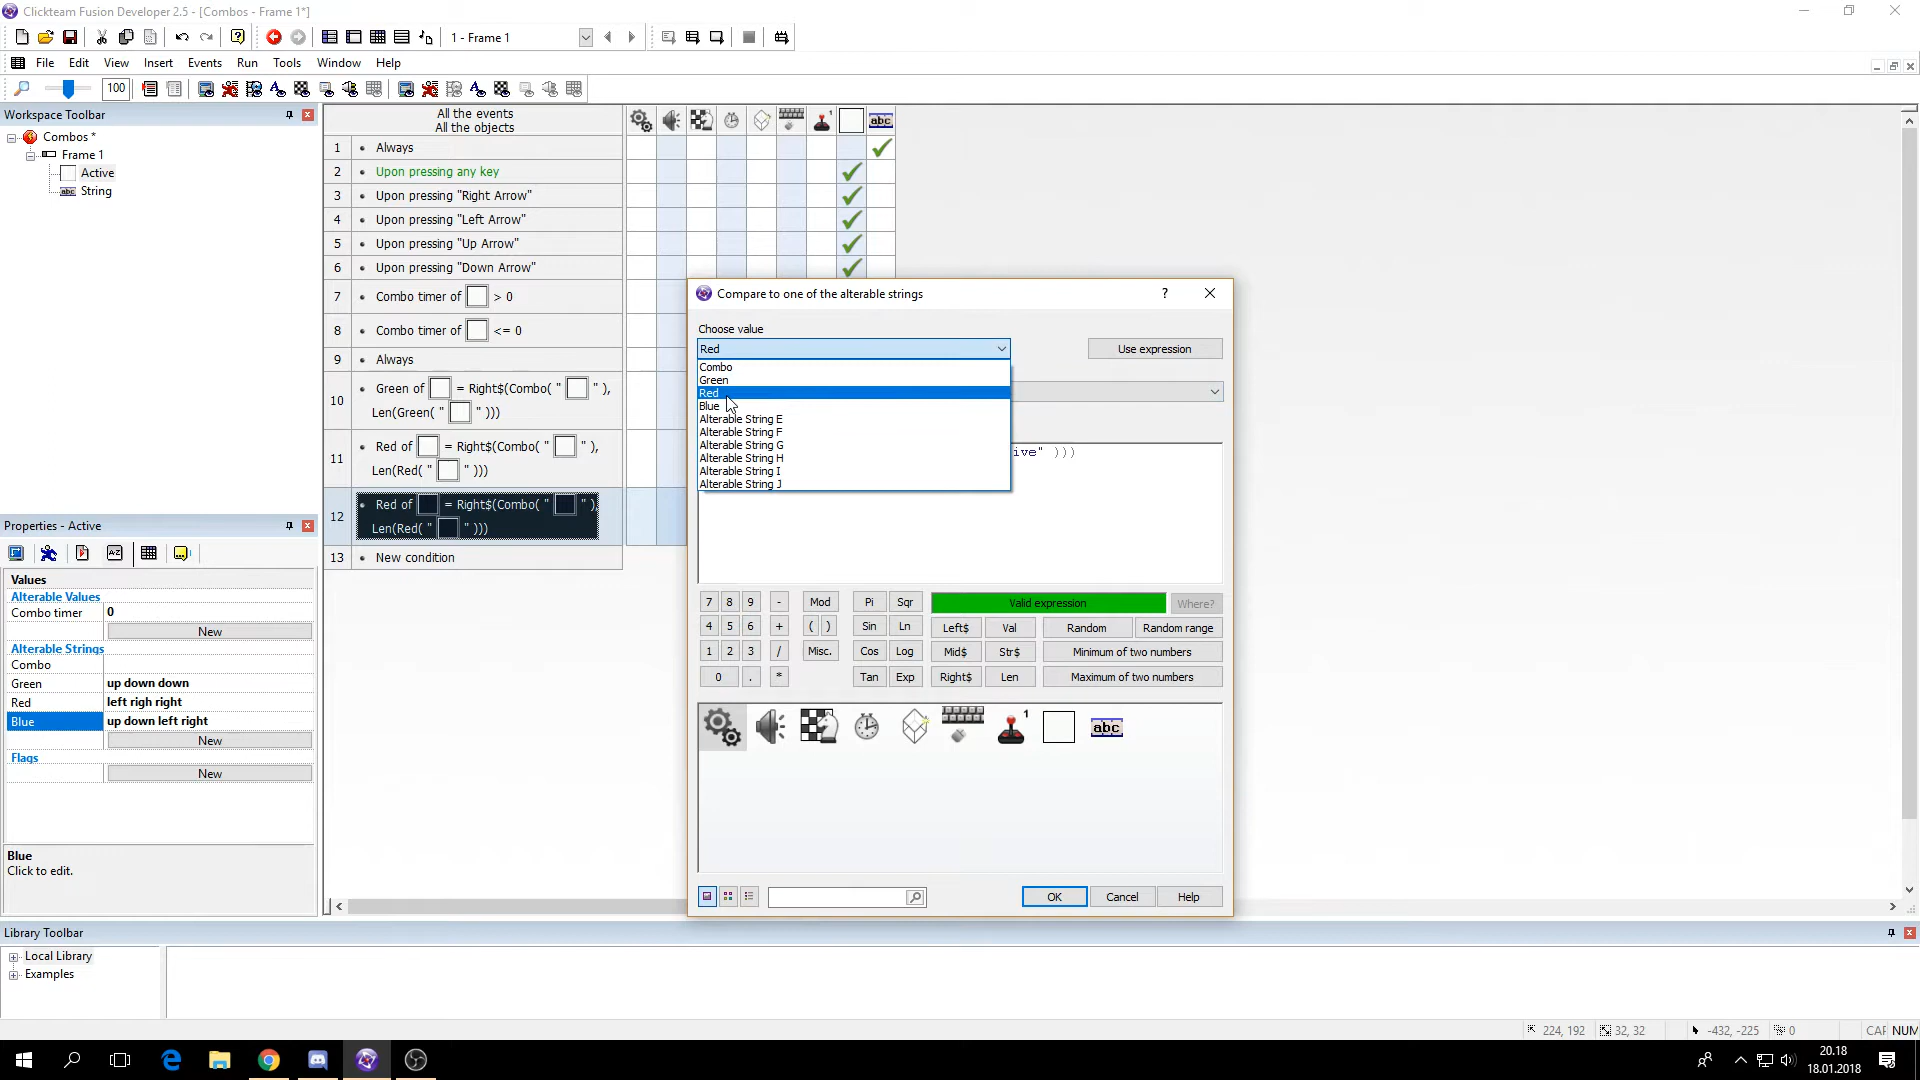 Clickteam Fusion Developer 2.5 - [Combos - Frame 1*]
1 - Frame 1
File Edit View Insert Events Run Tools Window Help
100
Workspace Toolbar
Combos *
Frame 1
Active
String
All the events
All the objects
1 • Always
2 • Upon pressing any key
3 • Upon pressing "Right Arrow"
4 • Upon pressing "Left Arrow"
5 • Upon pressing "Up Arrow"
6 • Upon pressing "Down Arrow"
7 • Combo timer of > 0
8 • Combo timer of <= 0
9 • Always
10 • Green of = Right$(Combo( " " ),
Len(Green( " " )))
11 • Red of = Right$(Combo( " " ),
Len(Red( " " )))
12 • Red of = Right$(Combo( " " ),
Len(Red( " " )))
13 • New condition
abc
Compare to one of the alterable strings
?
Choose value
Red
Use expression
Combo
Green
Red
Blue
Alterable String E
Alterable String F
Alterable String G
Alterable String H
Alterable String I
Alterable String J
ive" )))
7 8 9 - Mod Pi Sqr Valid expression Where?
4 5 6 + ( ) Sin Ln Left$ Val Random Random range
1 2 3 / Misc. Cos Log Mid$ Str$ Minimum of two numbers
0 . * Tan Exp Right$ Len Maximum of two numbers
1
abc
OK Cancel Help
Properties - Active
Values
Alterable Values
Combo timer 0
New
Alterable Strings
Combo
Green up down down
Red left righ right
Blue up down left right
New
Flags
New
Blue
Click to edit.
Library Toolbar
Local Library
Examples
224, 192 32, 32 -432, -225 0 CAP NUM
20.18
18.01.2018